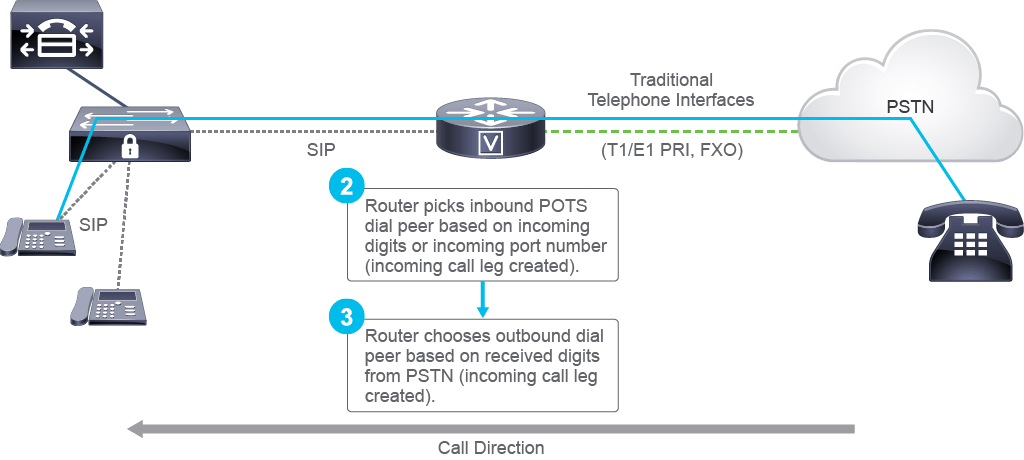 Traditional
Telephone Interfaces
PSTN
SIP
V
(T1/E1 PRI, FXO)
SIP
2
Router picks inbound POTS
dial peer based on incoming
digits or incoming port number
(incoming call leg created).
3
Router chooses outbound dial
peer based on received digits
from PSTN (incoming call leg
created).
Call Direction